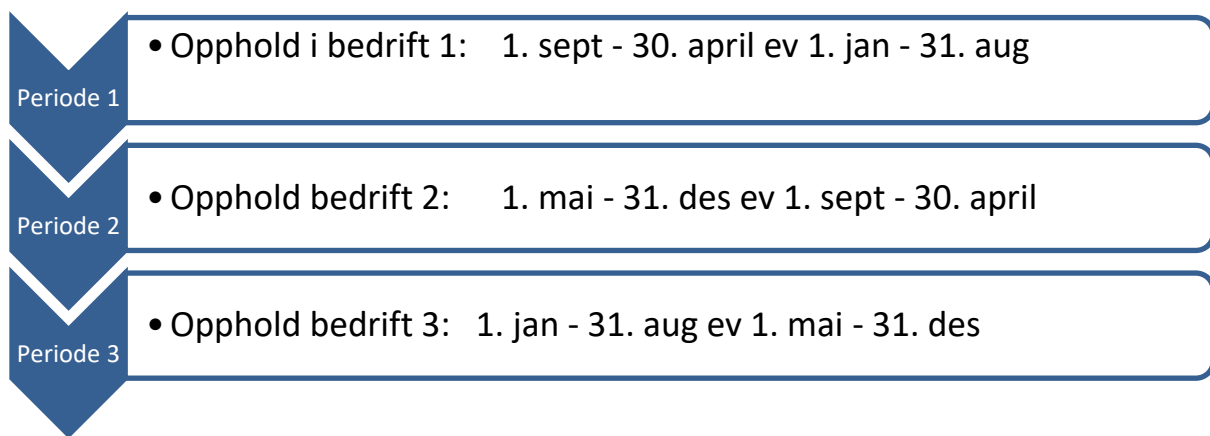 Periode 1
• Opphold i bedrift 1: 1. sept - 30. april ev 1. jan - 31. aug
Periode 2
• Opphold bedrift 2: 1. mai - 31. des ev 1. sept - 30. april
Periode 3
• Opphold bedrift 3: 1. jan - 31. aug ev 1. mai - 31. des